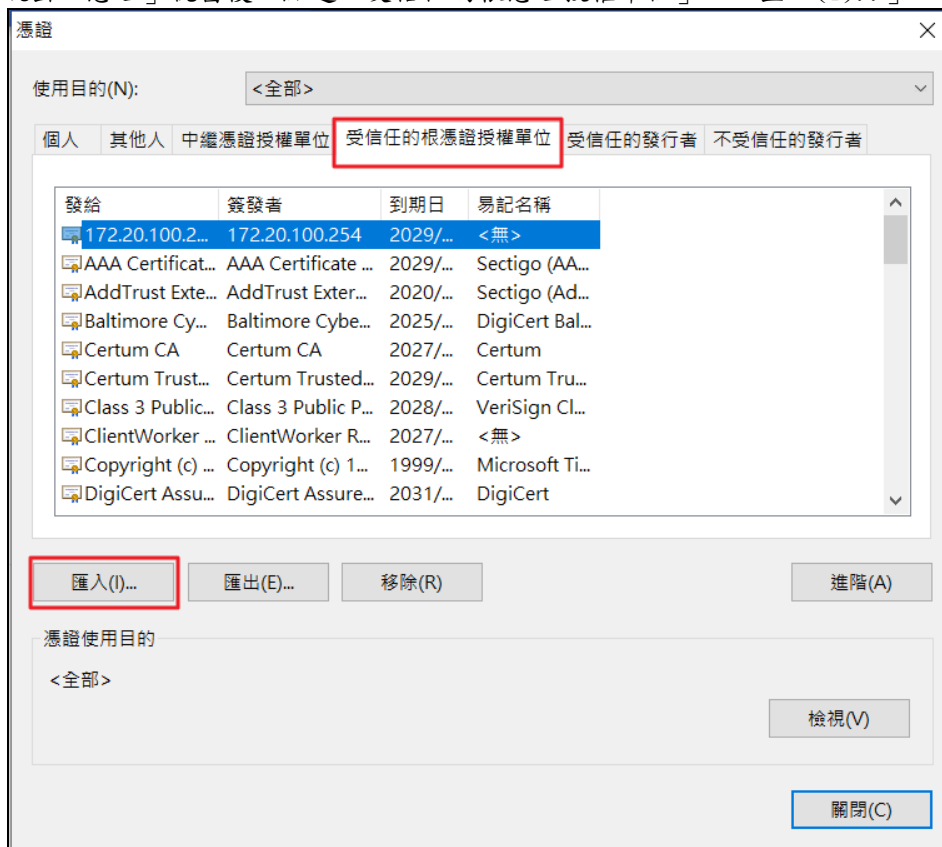 憑證
使用目的(N): <全部>
個人 其他人 中繼憑證授權單位 受信任的根憑證授權單位 受信任的發行者 不受信任的發行者
發給 簽發者 到期日 易記名稱
172.20.100.2... 172.20.100.254 2029/... <無>
AAA Certificat... AAA Certificate ... 2029/... Sectigo (AA...
AddTrust Exte... AddTrust Exter... 2020/... Sectigo (Ad...
Baltimore Cy... Baltimore Cybe... 2025/... DigiCert Bal...
Certum CA Certum CA 2027/... Certum
Certum Trust... Certum Trusted... 2029/... Certum Tru...
Class 3 Public... Class 3 Public P... 2028/... VeriSign Cl...
ClientWorker ... ClientWorker R... 2027/... <無>
Copyright (c) ... Copyright (c) 1... 1999/... Microsoft Ti...
DigiCert Assu... DigiCert Assure... 2031/... DigiCert
匯入(I)... 匯出(E)... 移除(R) 進階(A)
憑證使用目的
<全部>
檢視(V)
關閉(C)